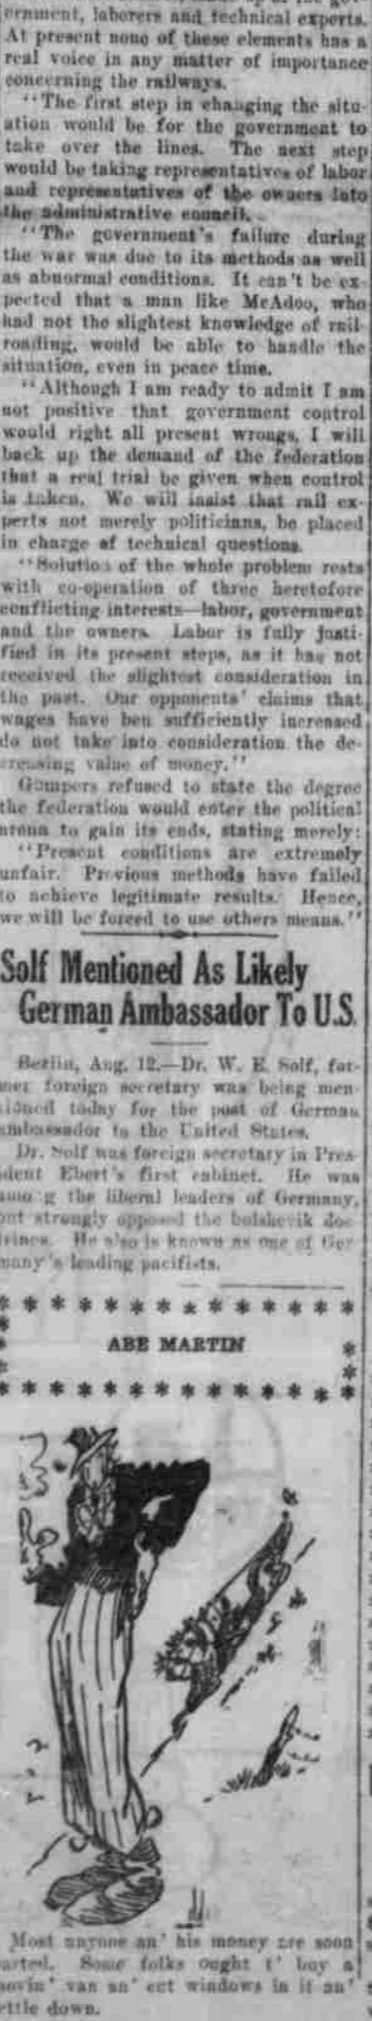 ernment, laborers and technical experts.
At present none of these elements has a
real voice in any matter of importance
concerning the railways.
"The first step in changing the situ-
ation would be for the government to
take over the lines. The next step
would be taking representatives of labor
and representatives of the owners into
the administrative council.
"The government's failure during
the war was due to its methods as well
as abnormal conditions. It can't be ex-
pected that a man like McAdoo, who
had not the slightest knowledge of rail-
roading, would be able to handle the
situation, even in peace time.
"Although I am ready to admit I am
not positive that government control
would right all present wrongs, I will
back up the demand of the federation
that a real trial be given when control
is taken. We will insist that rail ex-
perts not merely politicians, be placed
in charge of technical questions.
"Solution of the whole problem rests
with co-operation of three heretofore
conflicting interests—labor, government
and the owners. Labor is fully justi-
fied in its present steps, as it has not
received the slightest consideration in
the past. Our opponents' claims that
wages have ben sufficiently increased
do not take into consideration the de-
creasing value of money."
Gompers refused to state the degree
the federation would enter the political
arena to gain its ends, stating merely:
"Present conditions are extremely
unfair. Previous methods have failed
to achieve legitimate results. Hence,
we will be forced to use others means."
Solf Mentioned As Likely
German Ambassador To U.S.
Berlin, Aug. 12.—Dr. W. E. Solf, for-
mer foreign secretary was being men-
tioned today for the post of German
ambassador to the United States.
Dr. Solf was foreign secretary in Pres-
ident Ebert's first cabinet. He was
among the liberal leaders of Germany,
but strongly opposed the bolshevik doc-
trines. He also is known as one of Ger-
many's leading pacifists.
* * * * * * * * * * * * * *
* ABE MARTIN *
* *
* * * * * * * * * * * * * *
Most anyone an' his money are soon
arted. Some folks ought t' buy a
ovin' van an' cut windows in it an'
ettle down.